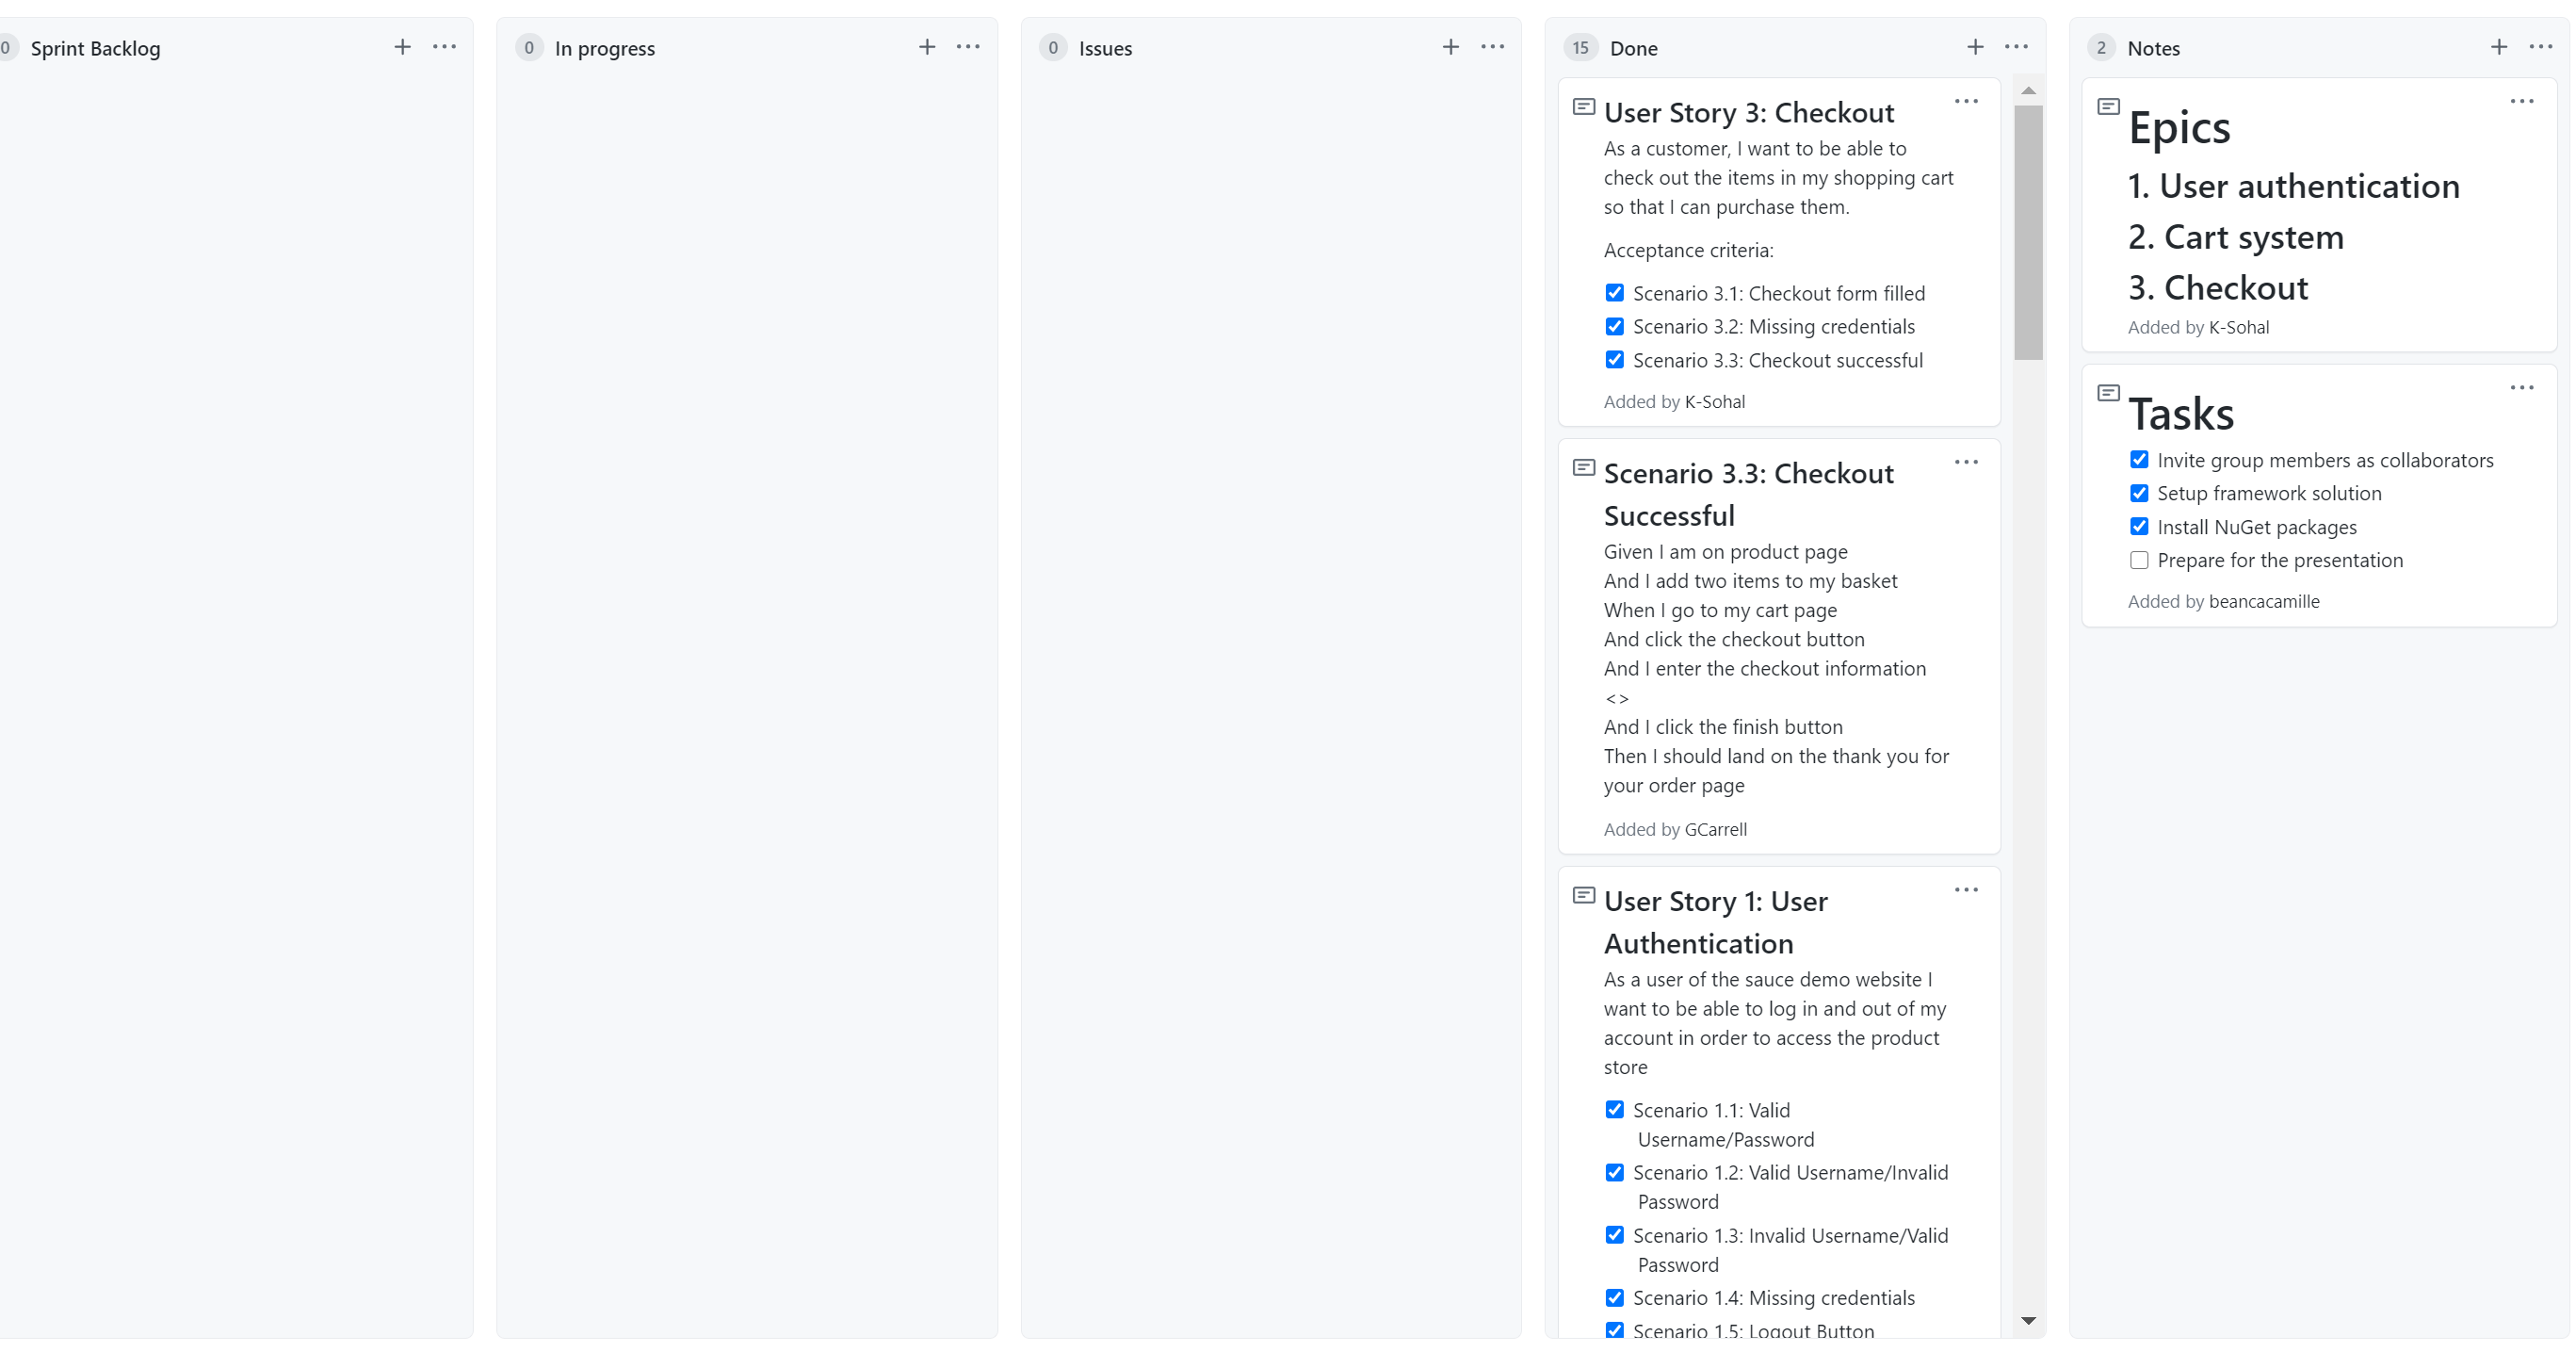 0 Sprint Backlog
0 In progress
0 Issues
15 Done
User Story 3: Checkout
As a customer, I want to be able to
check out the items in my shopping cart
so that I can purchase them.
Acceptance criteria:
Scenario 3.1: Checkout form filled
Scenario 3.2: Missing credentials
Scenario 3.3: Checkout successful
Added by K-Sohal
Scenario 3.3: Checkout
Successful
Given I am on product page
And I add two items to my basket
When I go to my cart page
And click the checkout button
And I enter the checkout information
<>
And I click the finish button
Then I should land on the thank you for
your order page
Added by GCarrell
User Story 1: User
Authentication
As a user of the sauce demo website I
want to be able to log in and out of my
account in order to access the product
store
Scenario 1.1: Valid
Username/Password
Scenario 1.2: Valid Username/Invalid
Password
Scenario 1.3: Invalid Username/Valid
Password
Scenario 1.4: Missing credentials
Scenario 1.5: Logout Button
2 Notes
Epics
1. User authentication
2. Cart system
3. Checkout
Added by K-Sohal
Tasks
Invite group members as collaborators
Setup framework solution
Install NuGet packages
Prepare for the presentation
Added by beancacamille